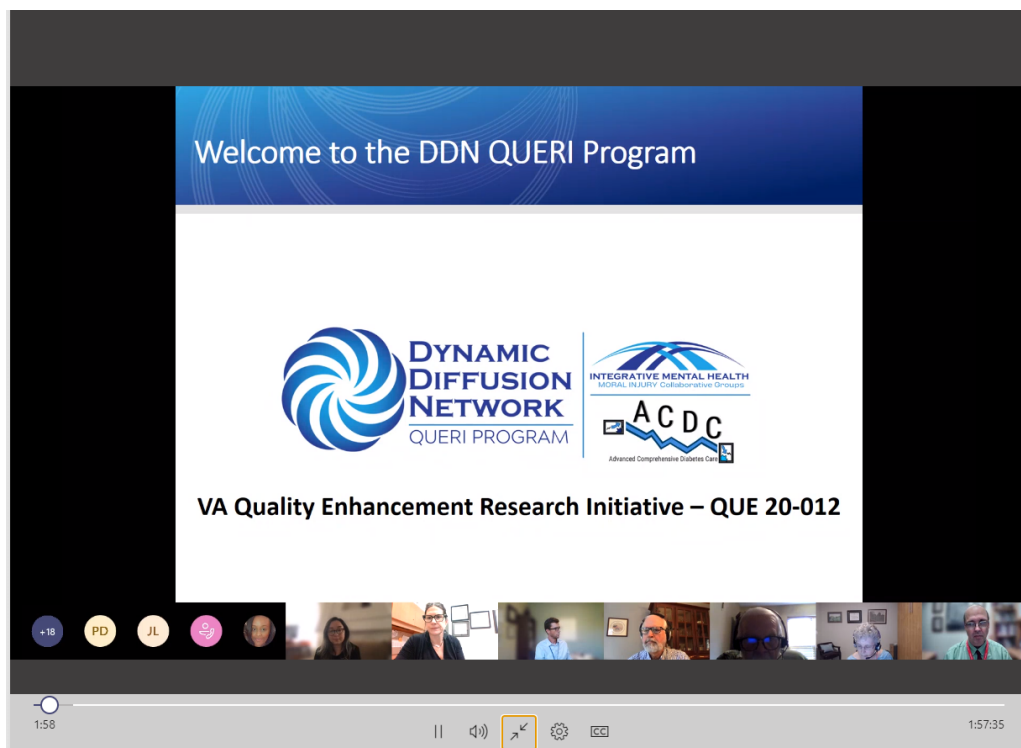 Welcome to the DDN QUERI Program
DYNAMIC
DIFFUSION
NETWORK
QUERI PROGRAM
INTEGRATIVE MENTAL HEALTH
MORAL INJURY Collaborative Groups
ACDC
Advanced Comprehensive Diabetes Care
VA Quality Enhancement Research Initiative – QUE 20-012
+18
PD
JL
1:58
CC
1:57:35